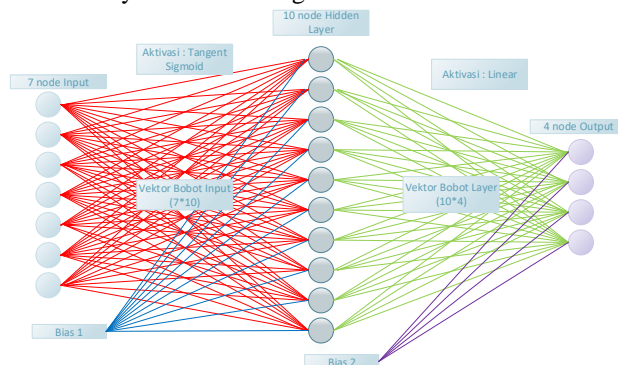 10 node Hidden
Layer
Aktivasi : Tangent
Sigmoid
Aktivasi : Linear
7 node Input
4 node Output
Vektor Bobot Input
(7*10)
Vektor Bobot Layer
(10*4)
Bias 1
Bias 2